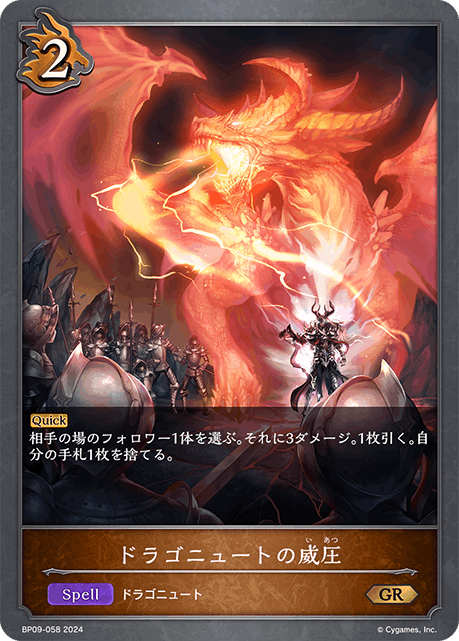 2
Quick
相手の場のフォロワー1体を選ぶ。それに3ダメージ。1枚引く。自
分の手札1枚を捨てる。
ドラゴニュートの威圧
い あつ
Spell
ドラゴニュート
GR
BP09-058 2024
© Cygames, Inc.